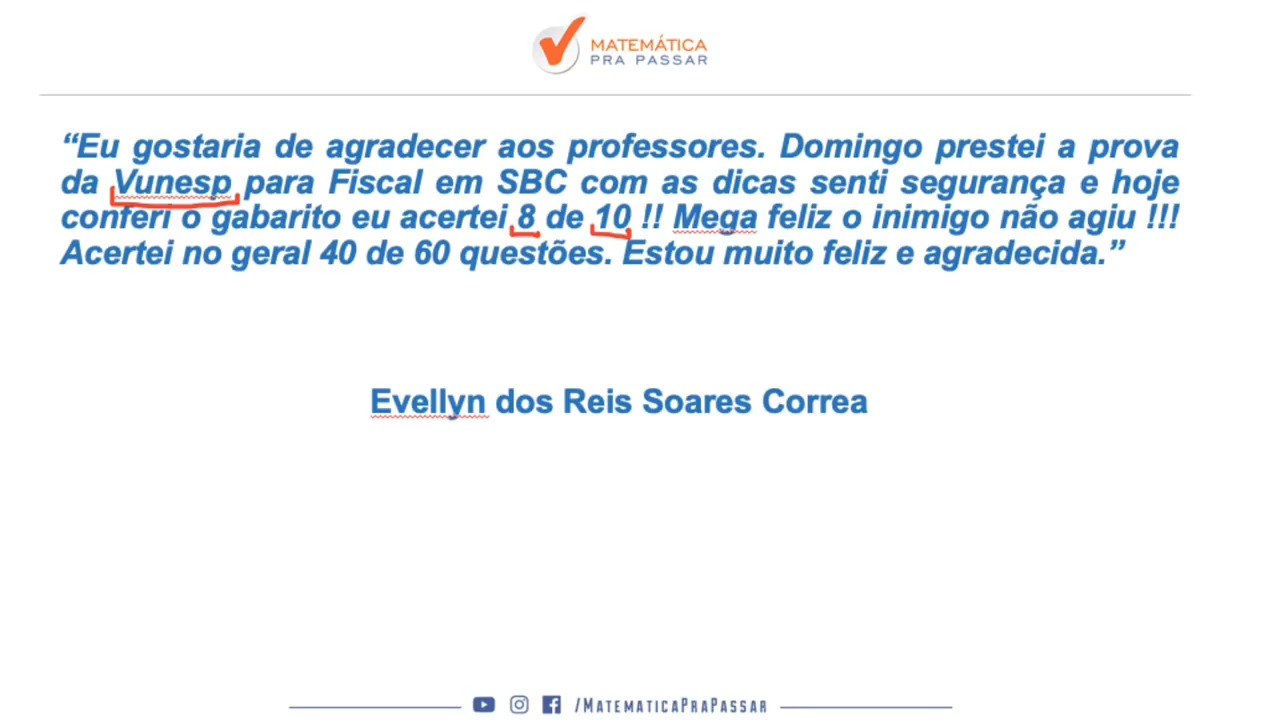 MATEMÁTICA
PRA PASSAR
“Eu gostaria de agradecer aos professores. Domingo prestei a prova
da Vunesp para Fiscal em SBC com as dicas senti segurança e hoje
conferi o gabarito eu acertei 8 de 10 !! Mega feliz o inimigo não agiu !!!
Acertei no geral 40 de 60 questões. Estou muito feliz e agradecida.”
Evellyn dos Reis Soares Correa
/MATEMATICAPRAPASSAR